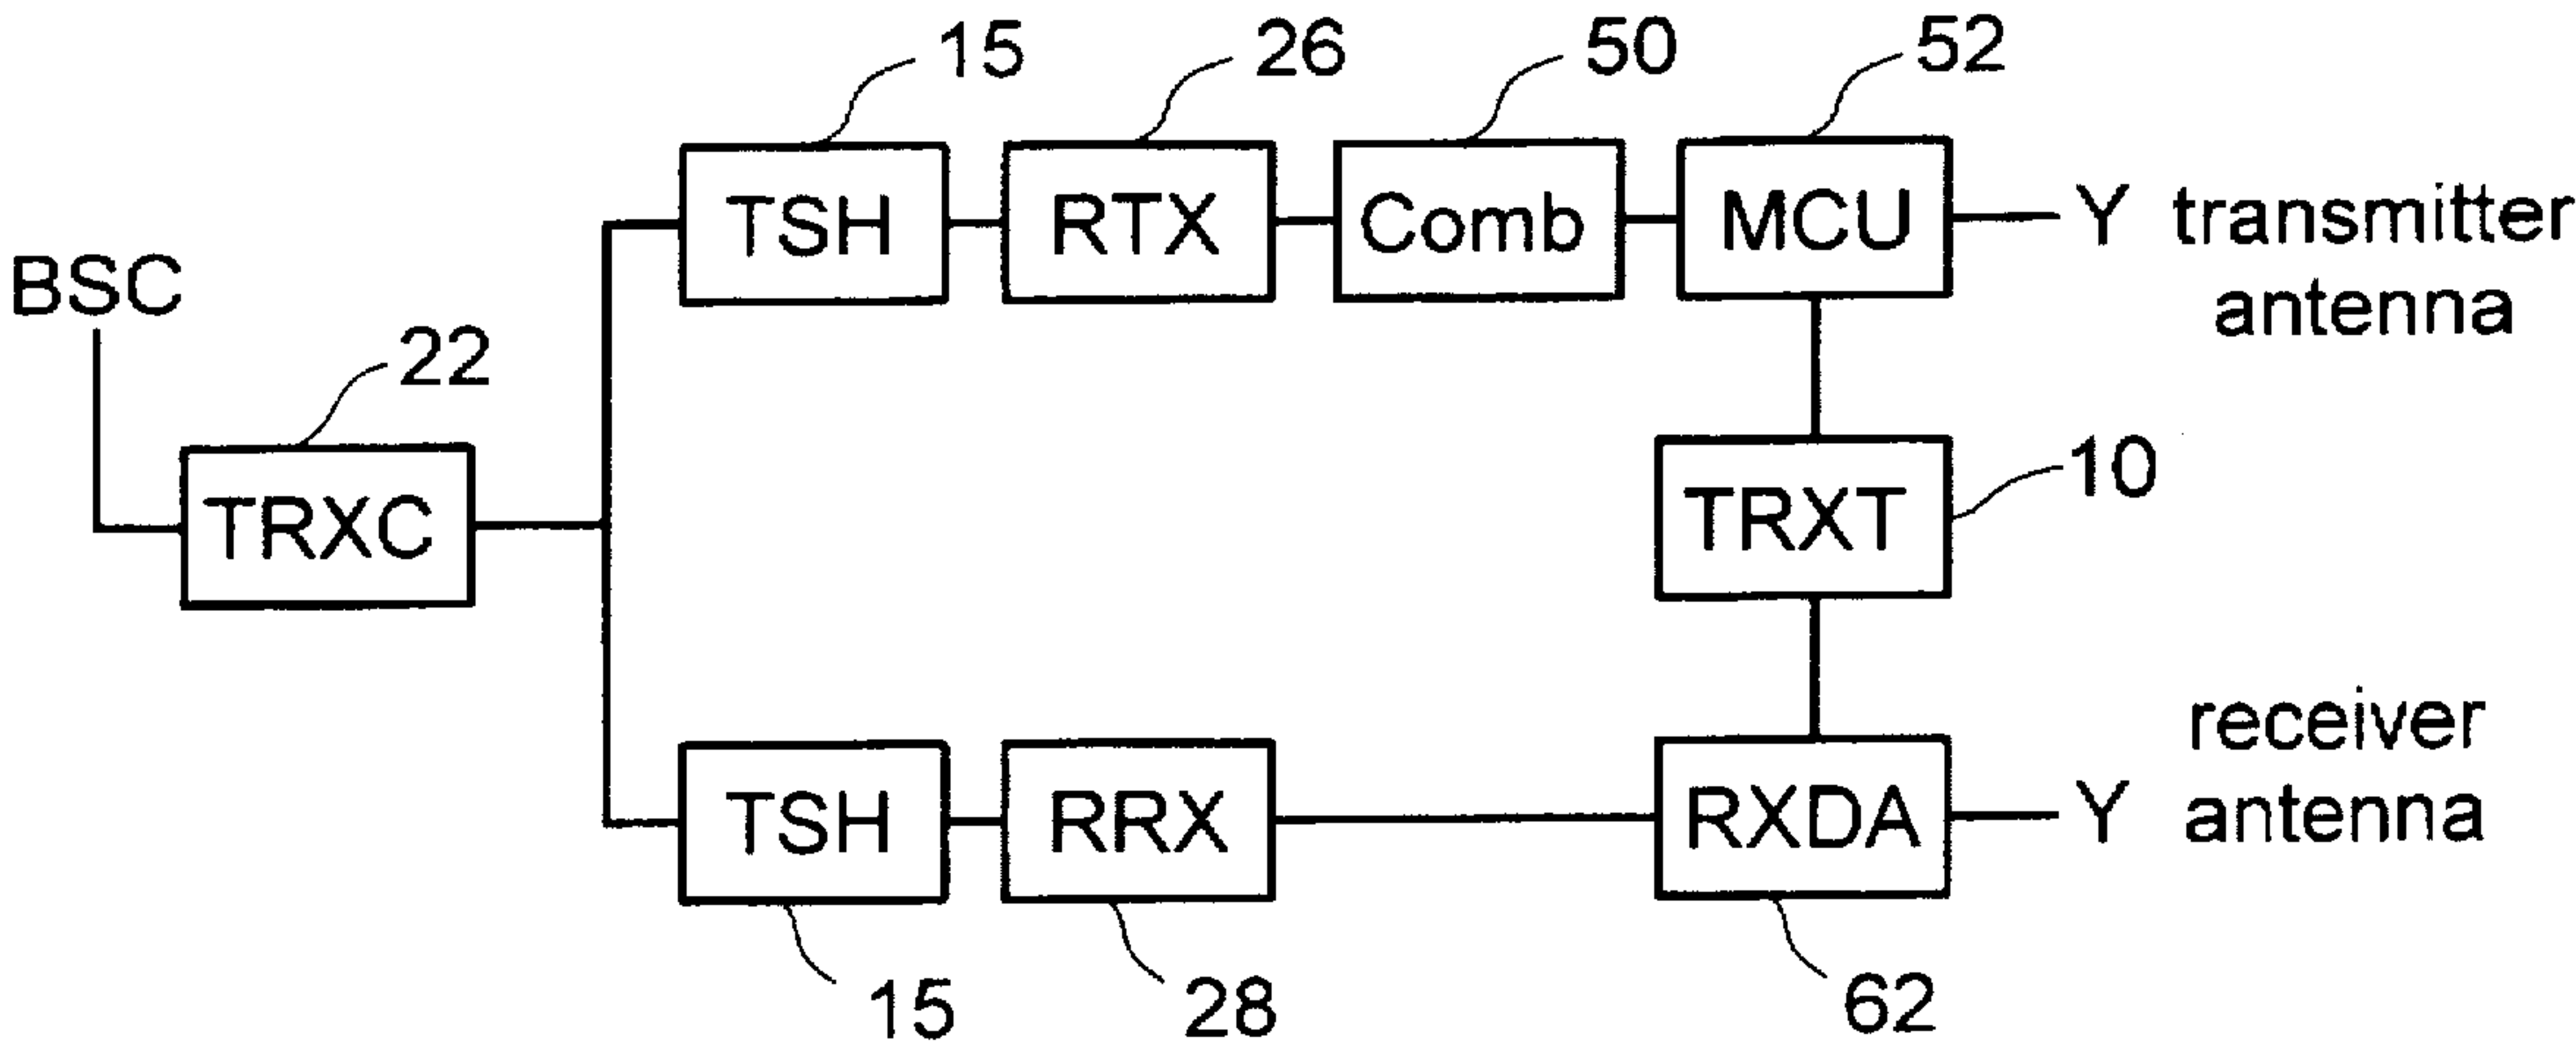 15
26
50
52
TSH
RTX
Comb
MCU
Y transmitter
antenna
BSC
22
TRXC
10
TRXT
TSH
RRX
RXDA
receiver
Y antenna
15
28
62